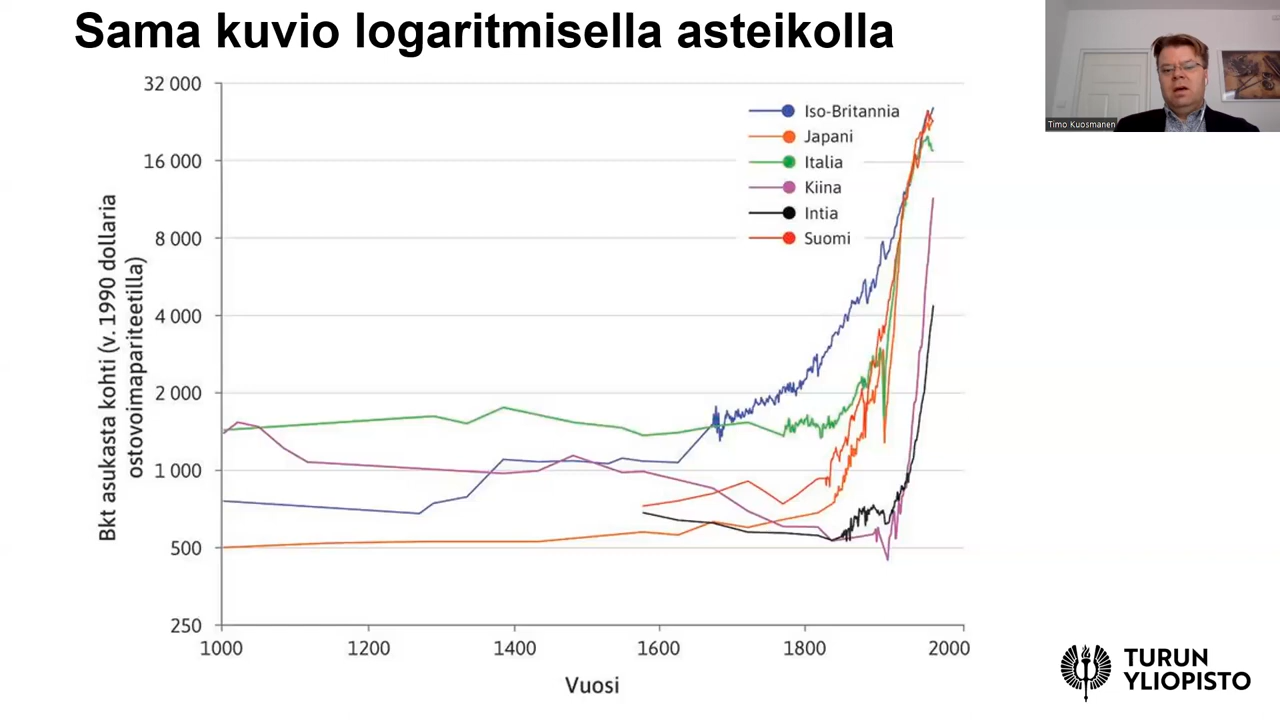 Sama kuvio logaritmisella asteikolla
Timo Kuosmanen
Bkt asukasta kohti (v. 1990 dollaria
ostovoimapariteetilla)
32 000
16 000
8 000
4 000
2 000
1 000
500
250
Iso-Britannia
Japani
Italia
Kiina
Intia
Suomi
1000
1200
1400
1600
1800
2000
Vuosi
TURUN
YLIOPISTO